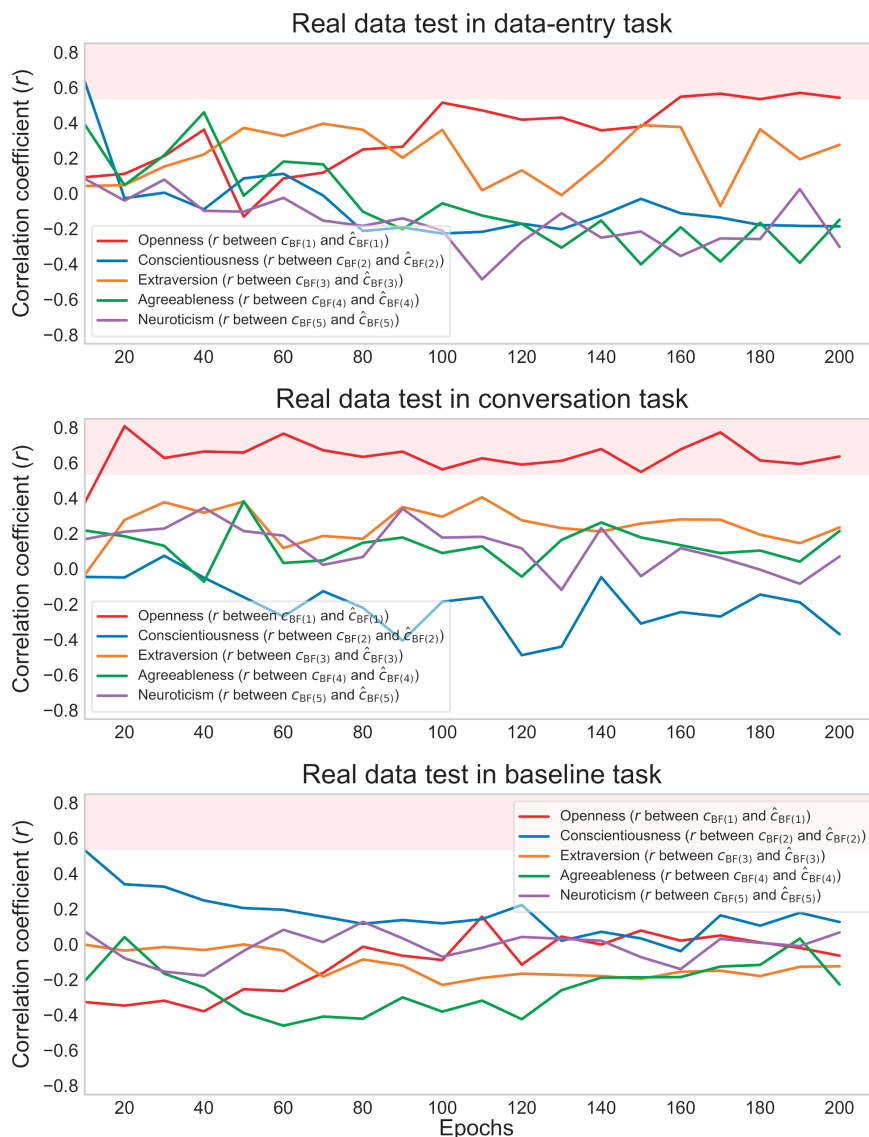 Real data test in data-entry task
Correlation coefficient (r)
0.8
0.6
0.4
0.2
0.0
−0.2
−0.4
−0.6
−0.8
Openness (r between c_BF(1) and ĉ_BF(1))
Conscientiousness (r between c_BF(2) and ĉ_BF(2))
Extraversion (r between c_BF(3) and ĉ_BF(3))
Agreeableness (r between c_BF(4) and ĉ_BF(4))
Neuroticism (r between c_BF(5) and ĉ_BF(5))
20 40 60 80 100 120 140 160 180 200
Real data test in conversation task
Correlation coefficient (r)
0.8
0.6
0.4
0.2
0.0
−0.2
−0.4
−0.6
−0.8
Openness (r between c_BF(1) and ĉ_BF(1))
Conscientiousness (r between c_BF(2) and ĉ_BF(2))
Extraversion (r between c_BF(3) and ĉ_BF(3))
Agreeableness (r between c_BF(4) and ĉ_BF(4))
Neuroticism (r between c_BF(5) and ĉ_BF(5))
20 40 60 80 100 120 140 160 180 200
Real data test in baseline task
Correlation coefficient (r)
0.8
0.6
0.4
0.2
0.0
−0.2
−0.4
−0.6
−0.8
Openness (r between c_BF(1) and ĉ_BF(1))
Conscientiousness (r between c_BF(2) and ĉ_BF(2))
Extraversion (r between c_BF(3) and ĉ_BF(3))
Agreeableness (r between c_BF(4) and ĉ_BF(4))
Neuroticism (r between c_BF(5) and ĉ_BF(5))
20 40 60 80 100 120 140 160 180 200
Epochs